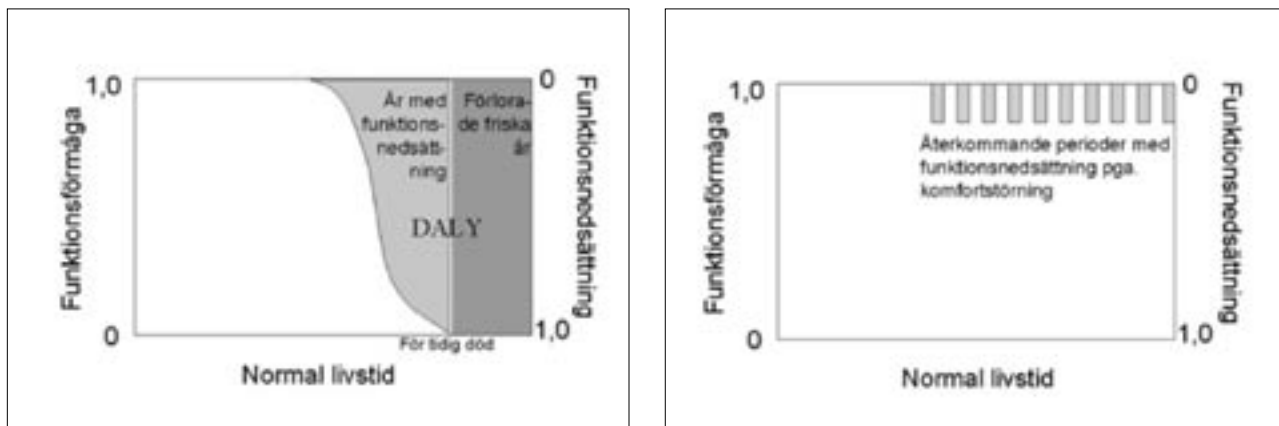 1,0
Funktionsförmåga
0
År med
funktions-
nedsätt-
ning
Förlora-
de friska
år
DALY
För tidig död
0
Funktionsnedsättning
1,0
Normal livstid
1,0
Funktionsförmåga
0
Återkommande perioder med
funktionsnedsättning pga.
komfortstörning
0
Funktionsnedsättning
1,0
Normal livstid